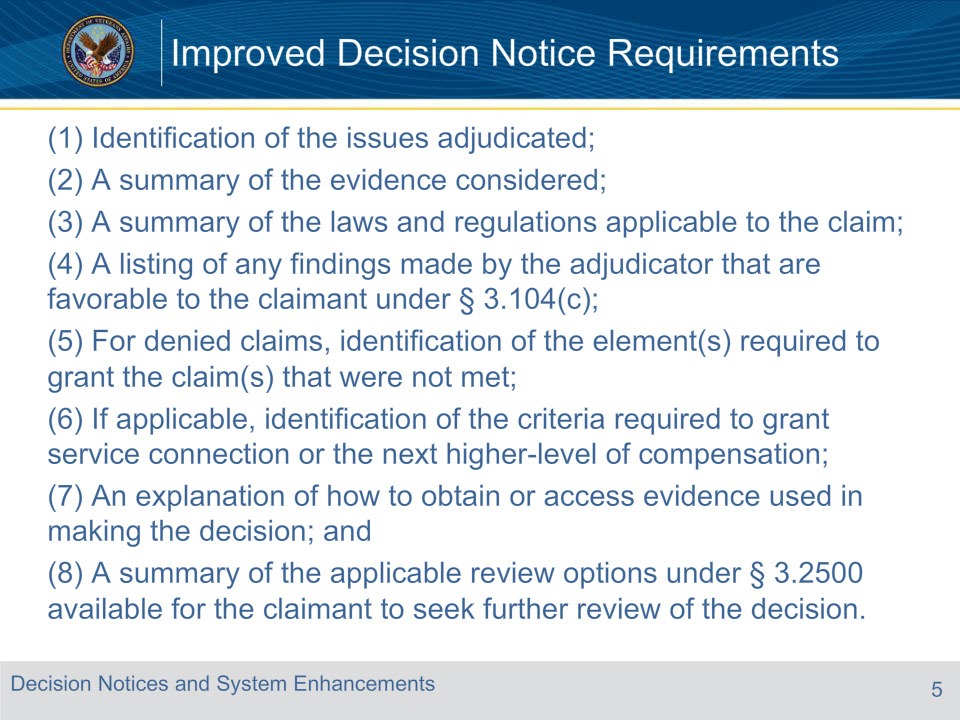 Improved Decision Notice Requirements
(1) Identification of the issues adjudicated;
(2) A summary of the evidence considered;
(3) A summary of the laws and regulations applicable to the claim;
(4) A listing of any findings made by the adjudicator that are
favorable to the claimant under § 3.104(c);
(5) For denied claims, identification of the element(s) required to
grant the claim(s) that were not met;
(6) If applicable, identification of the criteria required to grant
service connection or the next higher-level of compensation;
(7) An explanation of how to obtain or access evidence used in
making the decision; and
(8) A summary of the applicable review options under § 3.2500
available for the claimant to seek further review of the decision.
Decision Notices and System Enhancements
5